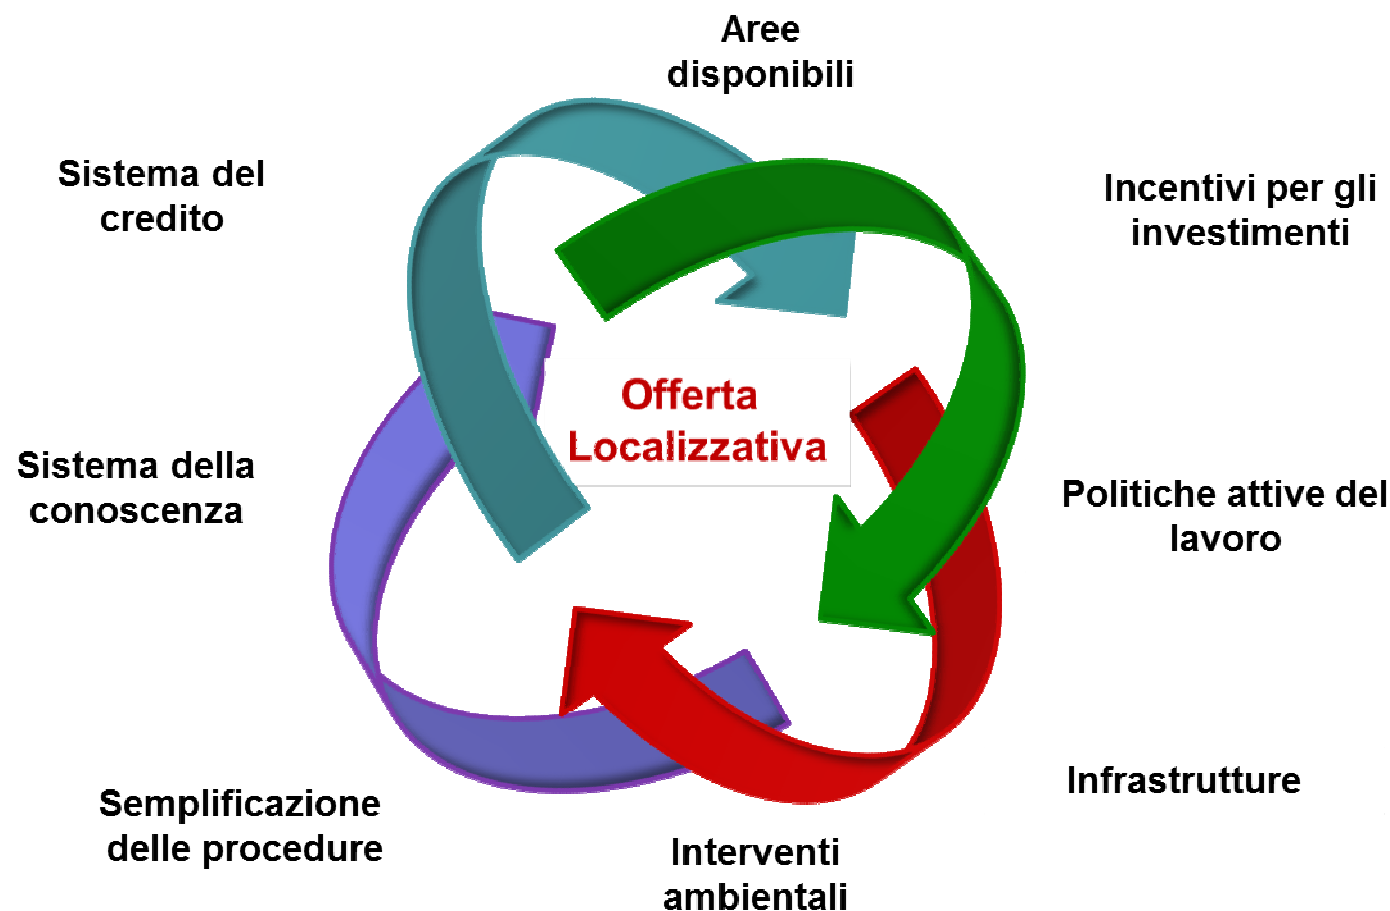 Aree
disponibili
Sistema del
credito
Incentivi per gli
investimenti
Offerta
Localizzativa
Sistema della
conoscenza
Politiche attive del
lavoro
Semplificazione
delle procedure
Infrastrutture
Interventi
ambientali